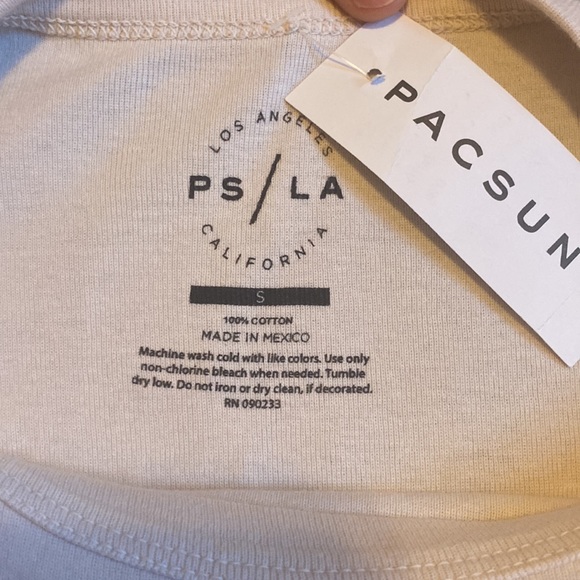 PACSUN
LOS ANGELES
PS/LA
CALIFORNIA
S
100% COTTON
MADE IN MEXICO
Machine wash cold with like colors. Use only
non-chlorine bleach when needed. Tumble
dry low. Do not iron or dry clean, if decorated.
RN 090233